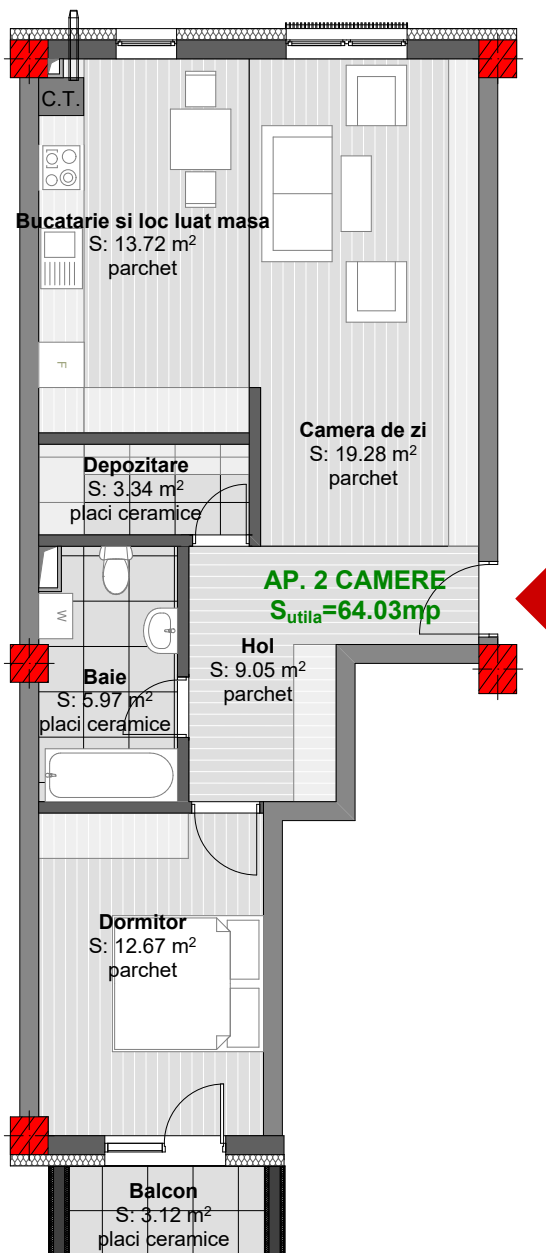 C.T.
Bucatarie si loc luat masa
S: 13.72 m²
parchet
F
Camera de zi
S: 19.28 m²
parchet
Depozitare
S: 3.34 m²
placi ceramice
AP. 2 CAMERE
Sutila=64.03mp
W
Hol
S: 9.05 m²
parchet
Baie
S: 5.97 m²
placi ceramice
Dormitor
S: 12.67 m²
parchet
Balcon
S: 3.12 m²
placi ceramice